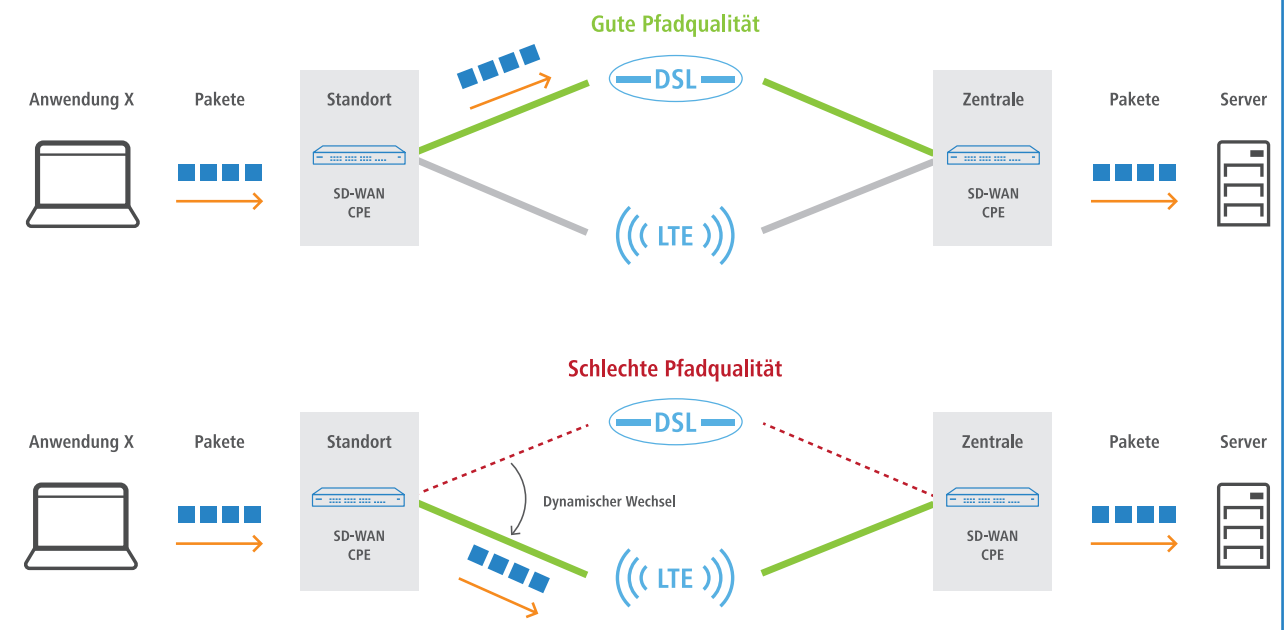 Gute Pfadqualität
DSL
Anwendung X
Pakete
Standort
Zentrale
Pakete
Server
SD-WAN
CPE
LTE
SD-WAN
CPE
Schlechte Pfadqualität
DSL
Anwendung X
Pakete
Standort
Zentrale
Pakete
Server
Dynamischer Wechsel
SD-WAN
CPE
LTE
SD-WAN
CPE